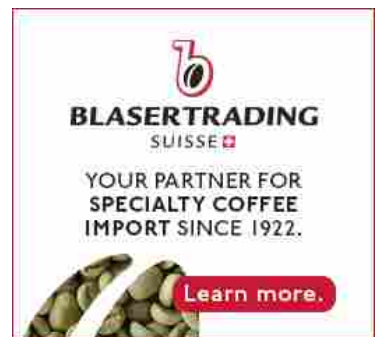 BLASERTRADING
SUISSE
YOUR PARTNER FOR
SPECIALTY COFFEE
IMPORT SINCE 1922.
Learn more.